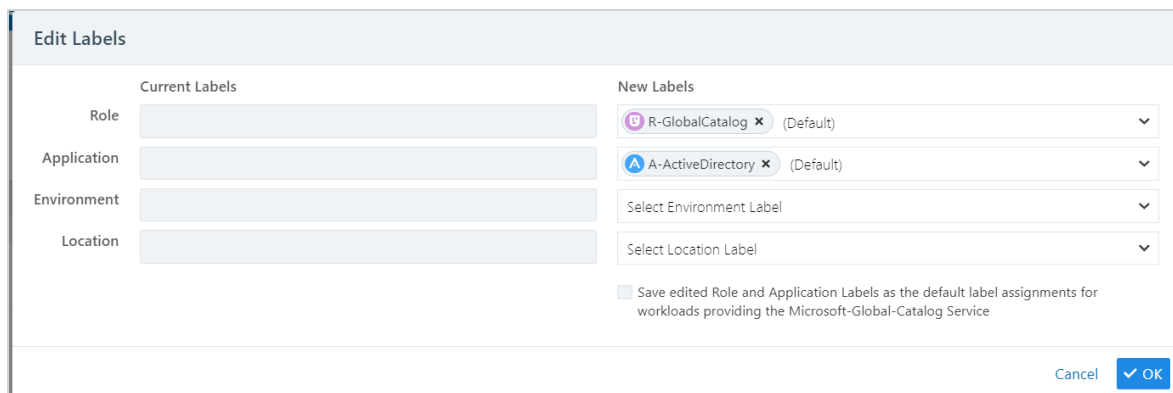 Edit Labels
Current Labels
New Labels
Role
R-GlobalCatalog × (Default)
Application
A-ActiveDirectory × (Default)
Environment
Select Environment Label
Location
Select Location Label
Save edited Role and Application Labels as the default label assignments for
workloads providing the Microsoft-Global-Catalog Service
Cancel
OK